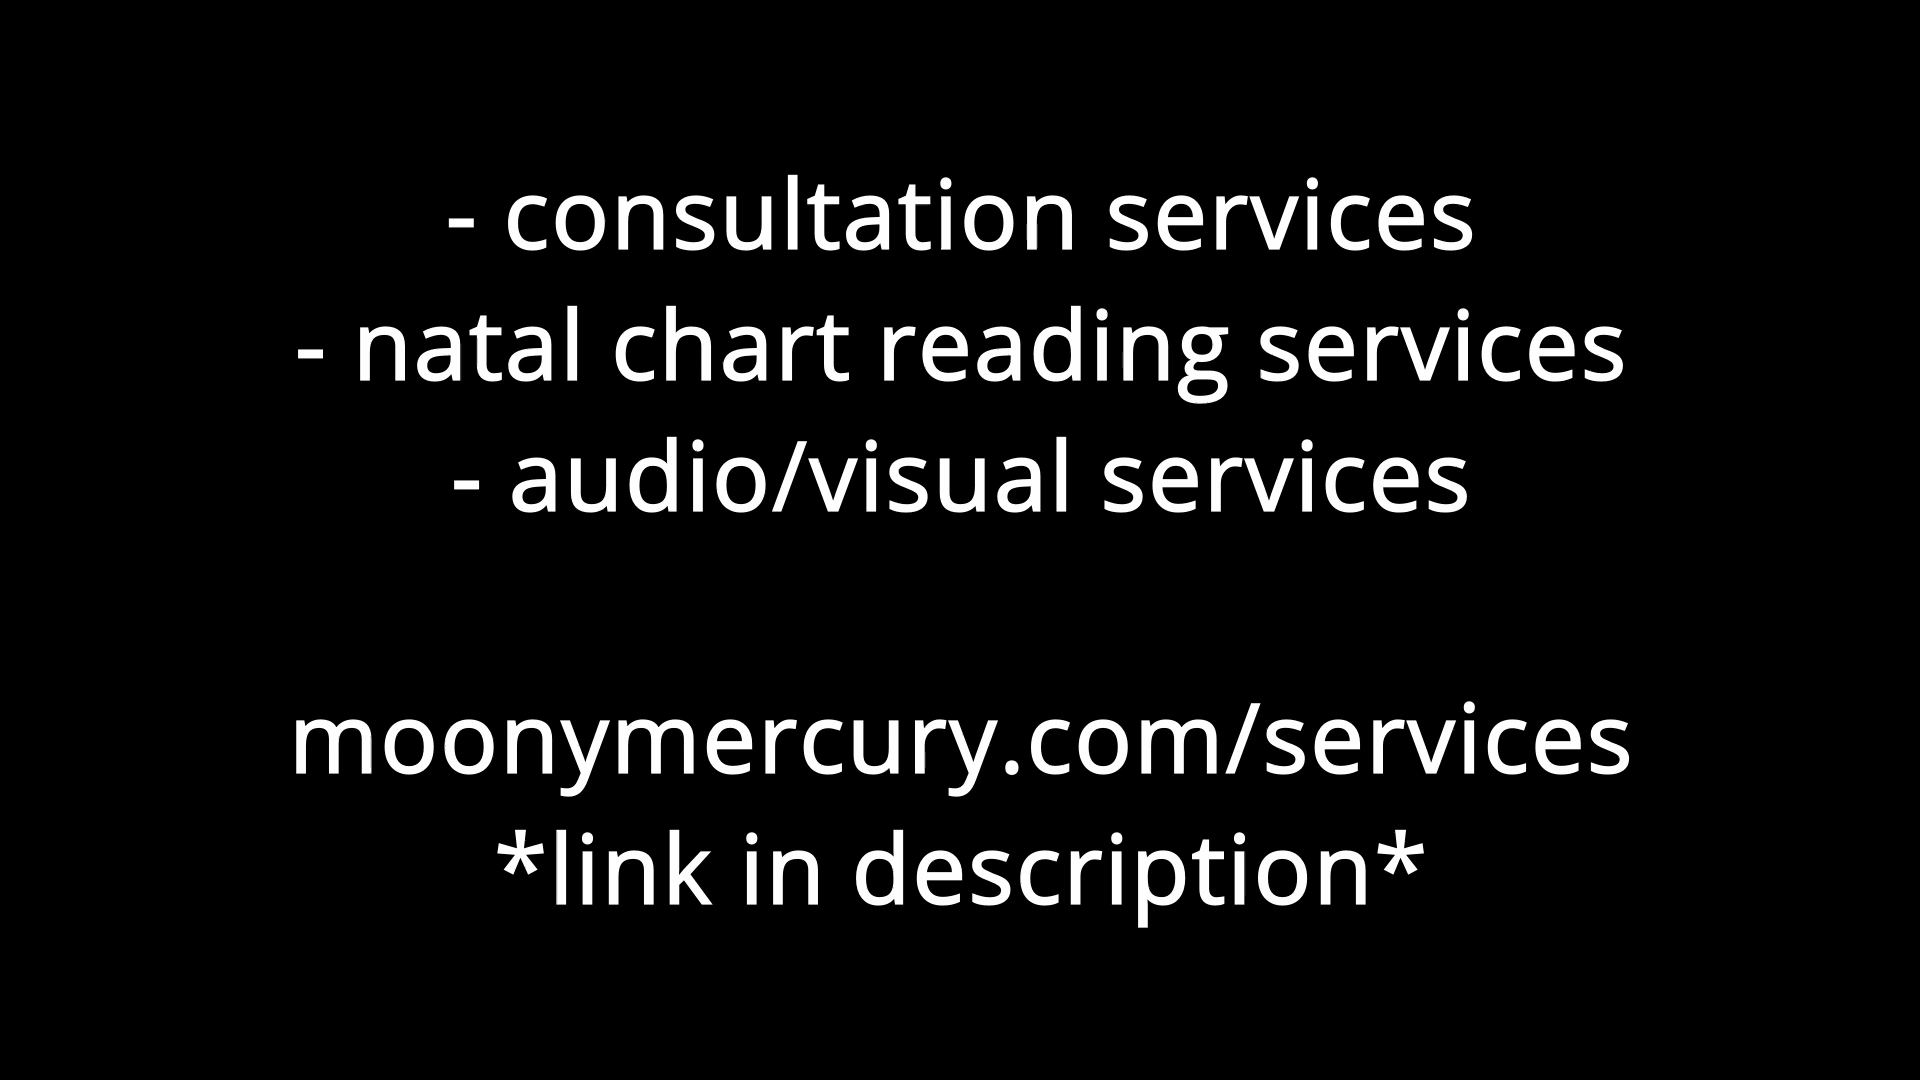 - consultation services
- natal chart reading services
- audio/visual services
moonymercury.com/services
*link in description*